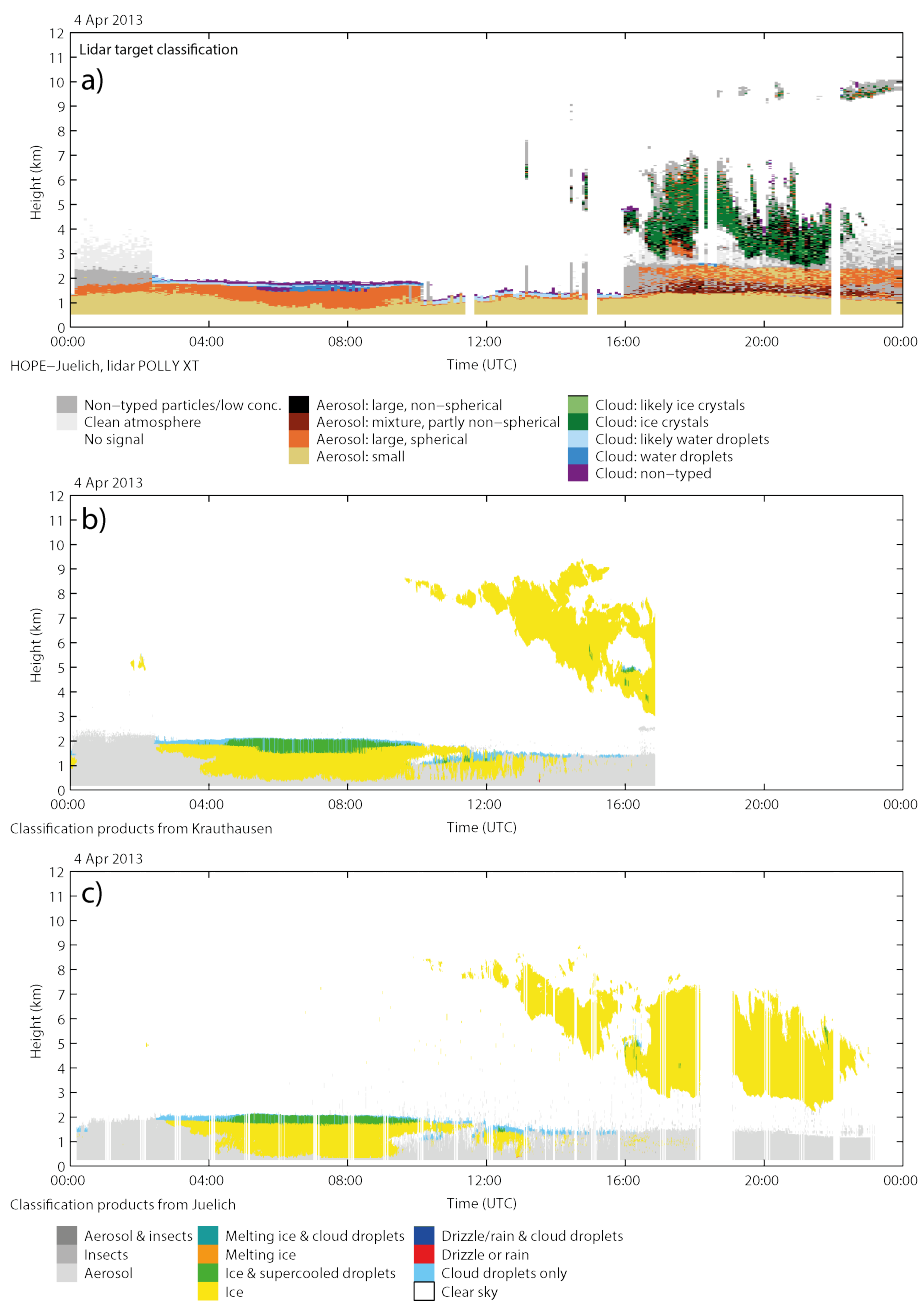 4 Apr 2013
Lidar target classification
a)
12
11
10
9
8
7
6
5
4
3
2
1
0
Height (km)
00:00 04:00 08:00 12:00 16:00 20:00 00:00
Time (UTC)
HOPE−Juelich, lidar POLLY XT
Non−typed particles/low conc.
Clean atmosphere
No signal
Aerosol: large, non−spherical
Aerosol: mixture, partly non−spherical
Aerosol: large, spherical
Aerosol: small
Cloud: likely ice crystals
Cloud: ice crystals
Cloud: likely water droplets
Cloud: water droplets
Cloud: non−typed
4 Apr 2013
b)
12
11
10
9
8
7
6
5
4
3
2
1
0
Height (km)
00:00 04:00 08:00 12:00 16:00 20:00 00:00
Time (UTC)
Classification products from Krauthausen
4 Apr 2013
c)
12
11
10
9
8
7
6
5
4
3
2
1
0
Height (km)
00:00 04:00 08:00 12:00 16:00 20:00 00:00
Time (UTC)
Classification products from Juelich
Aerosol & insects
Insects
Aerosol
Melting ice & cloud droplets
Melting ice
Ice & supercooled droplets
Ice
Drizzle/rain & cloud droplets
Drizzle or rain
Cloud droplets only
Clear sky